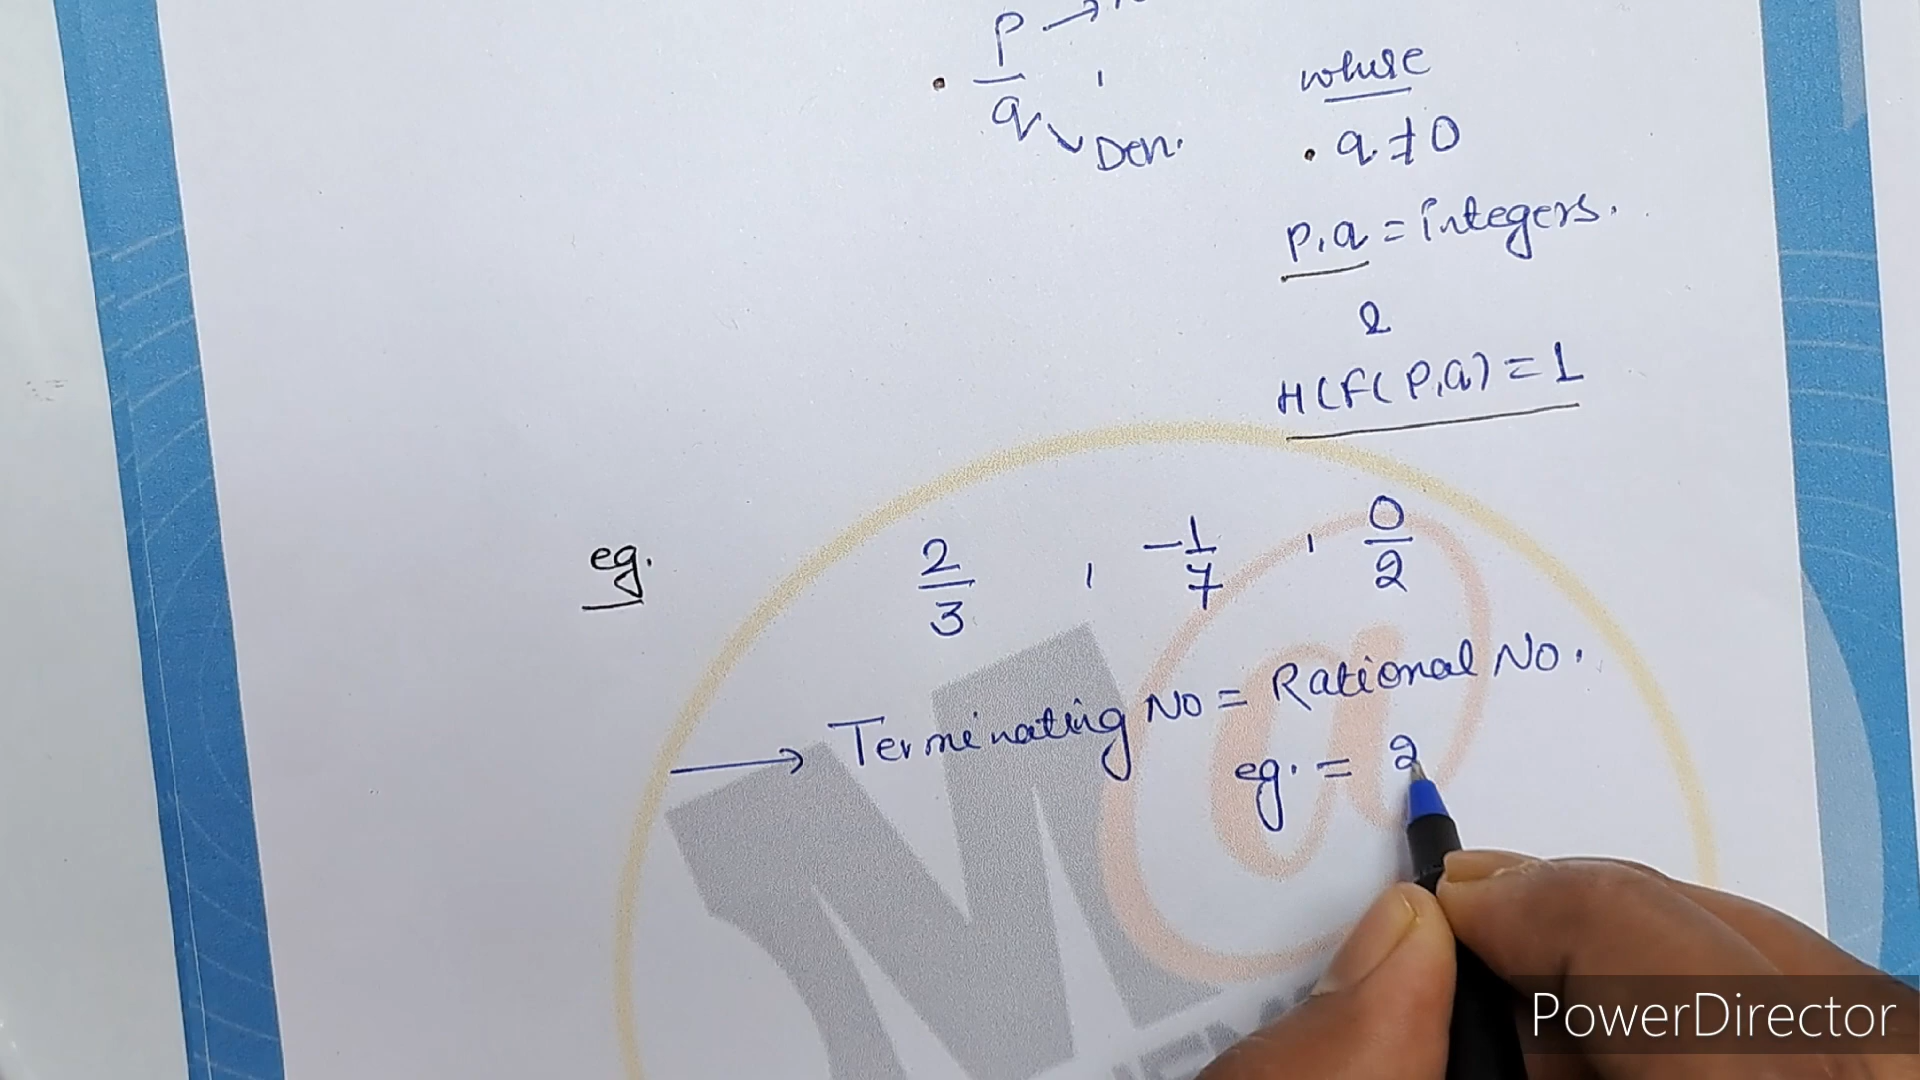 P →
• —
q ↘ Den.
where
• q ≠ 0
p,q = integers.
&
HCF(P,q) = 1
eg. 2/3 , -1/7 , 0/2
→ Terminating No = Rational No.
eg. = 2
PowerDirector